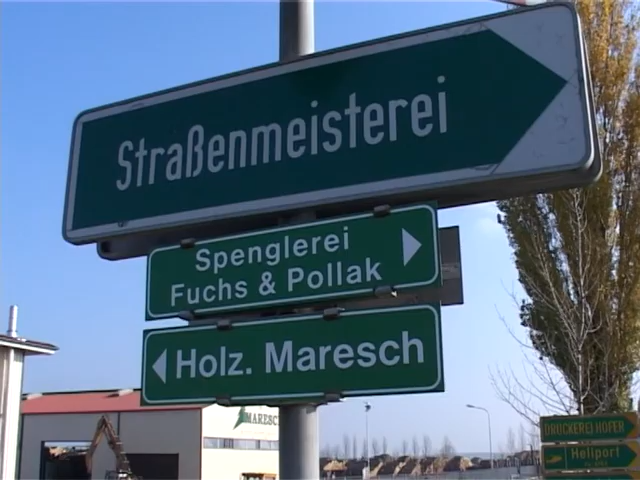 Straßenmeisterei
Spenglerei
Fuchs & Pollak
Holz. Maresch
MARESCH
DRUCKEREI HOFER
Heliport